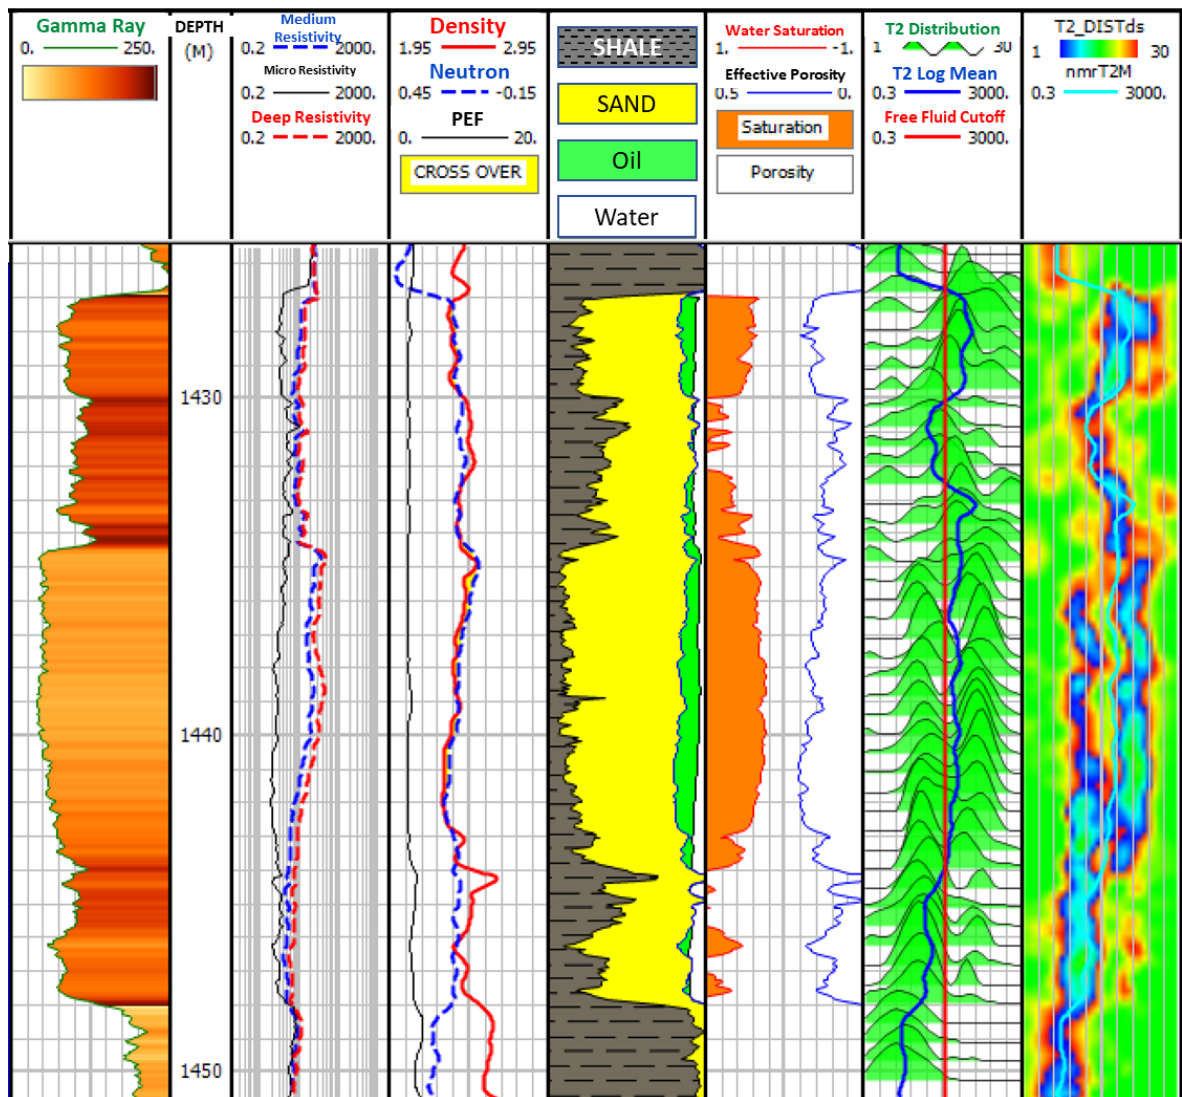 Gamma Ray
0. 250.
DEPTH
(M)
Medium
Resistivity
0.2 2000.
Micro Resistivity
0.2 2000.
Deep Resistivity
0.2 2000.
Density
1.95 2.95
Neutron
0.45 -0.15
PEF
0. 20.
CROSS OVER
SHALE
SAND
Oil
Water
Water Saturation
1. -1.
Effective Porosity
0.5 0.
Saturation
Porosity
T2 Distribution
1 30
T2 Log Mean
0.3 3000.
Free Fluid Cutoff
0.3 3000.
T2_DISTds
1 30
nmrT2M
0.3 3000.
1430
1440
1450